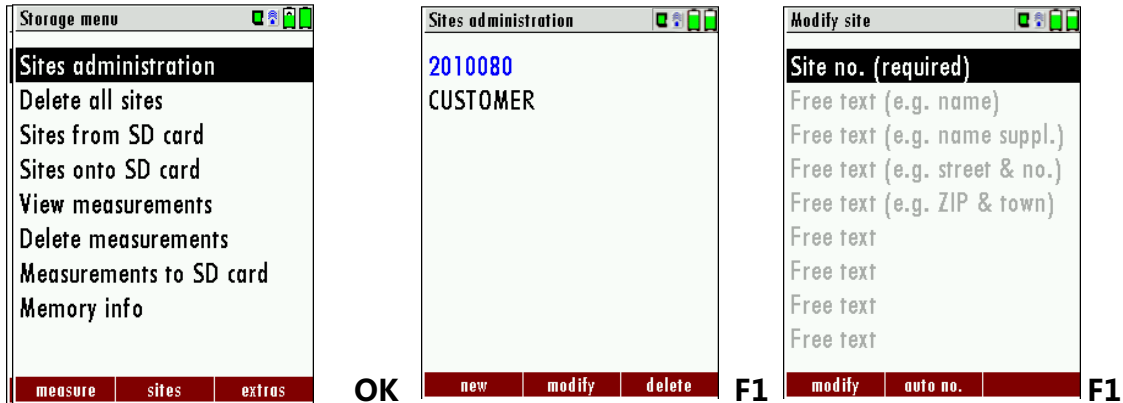 Storage menu
Sites administration
Delete all sites
Sites from SD card
Sites onto SD card
View measurements
Delete measurements
Measurements to SD card
Memory info
measure sites extras
OK
Sites administration
2010080
CUSTOMER
new modify delete
F1
Modify site
Site no. (required)
Free text (e.g. name)
Free text (e.g. name suppl.)
Free text (e.g. street & no.)
Free text (e.g. ZIP & town)
Free text
Free text
Free text
Free text
modify auto no.
F1